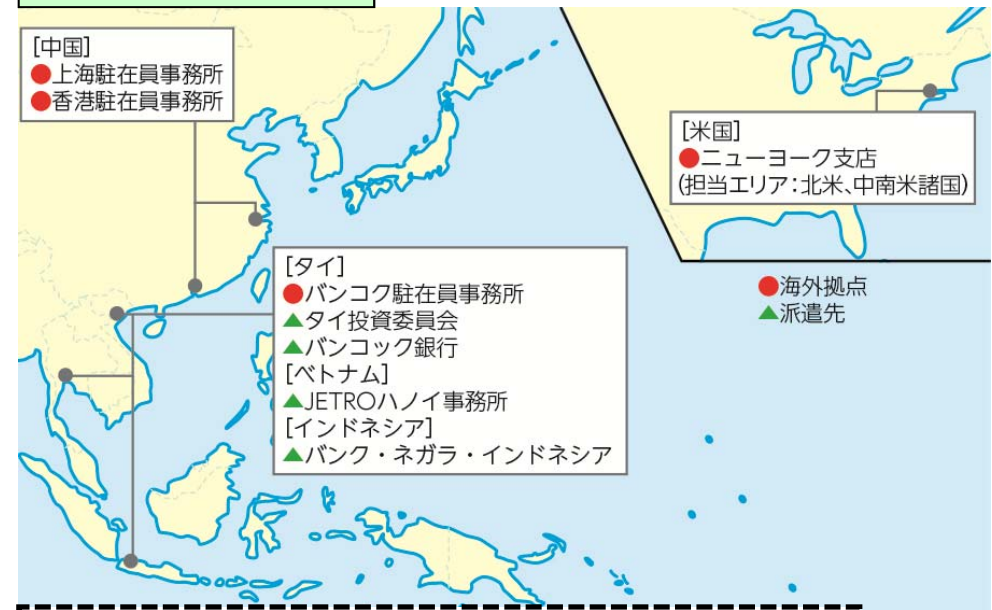 [中国]
●上海駐在員事務所
●香港駐在員事務所
[米国]
●ニューヨーク支店
(担当エリア:北米、中南米諸国)
[タイ]
●バンコク駐在員事務所
▲タイ投資委員会
▲バンコック銀行
[ベトナム]
▲JETROハノイ事務所
[インドネシア]
▲バンク・ネガラ・インドネシア
●海外拠点
▲派遣先